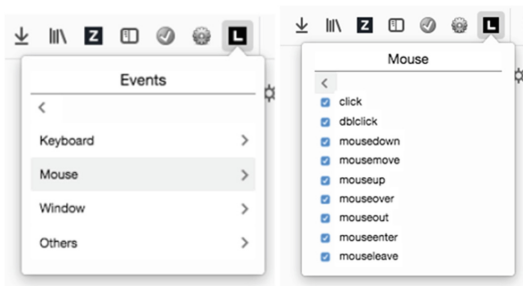 Z
L
Events
Keyboard
Mouse
Window
Others
Z
L
Mouse
click
dblclick
mousedown
mousemove
mouseup
mouseover
mouseout
mouseenter
mouseleave